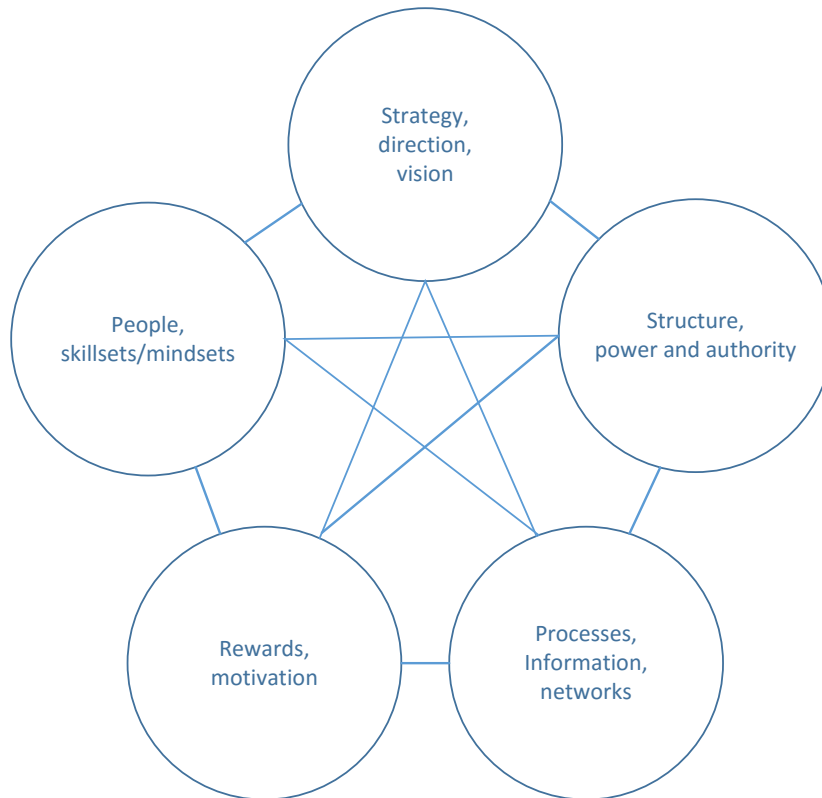 Strategy,
direction,
vision
People,
skillsets/mindsets
Structure,
power and authority
Rewards,
motivation
Processes,
Information,
networks